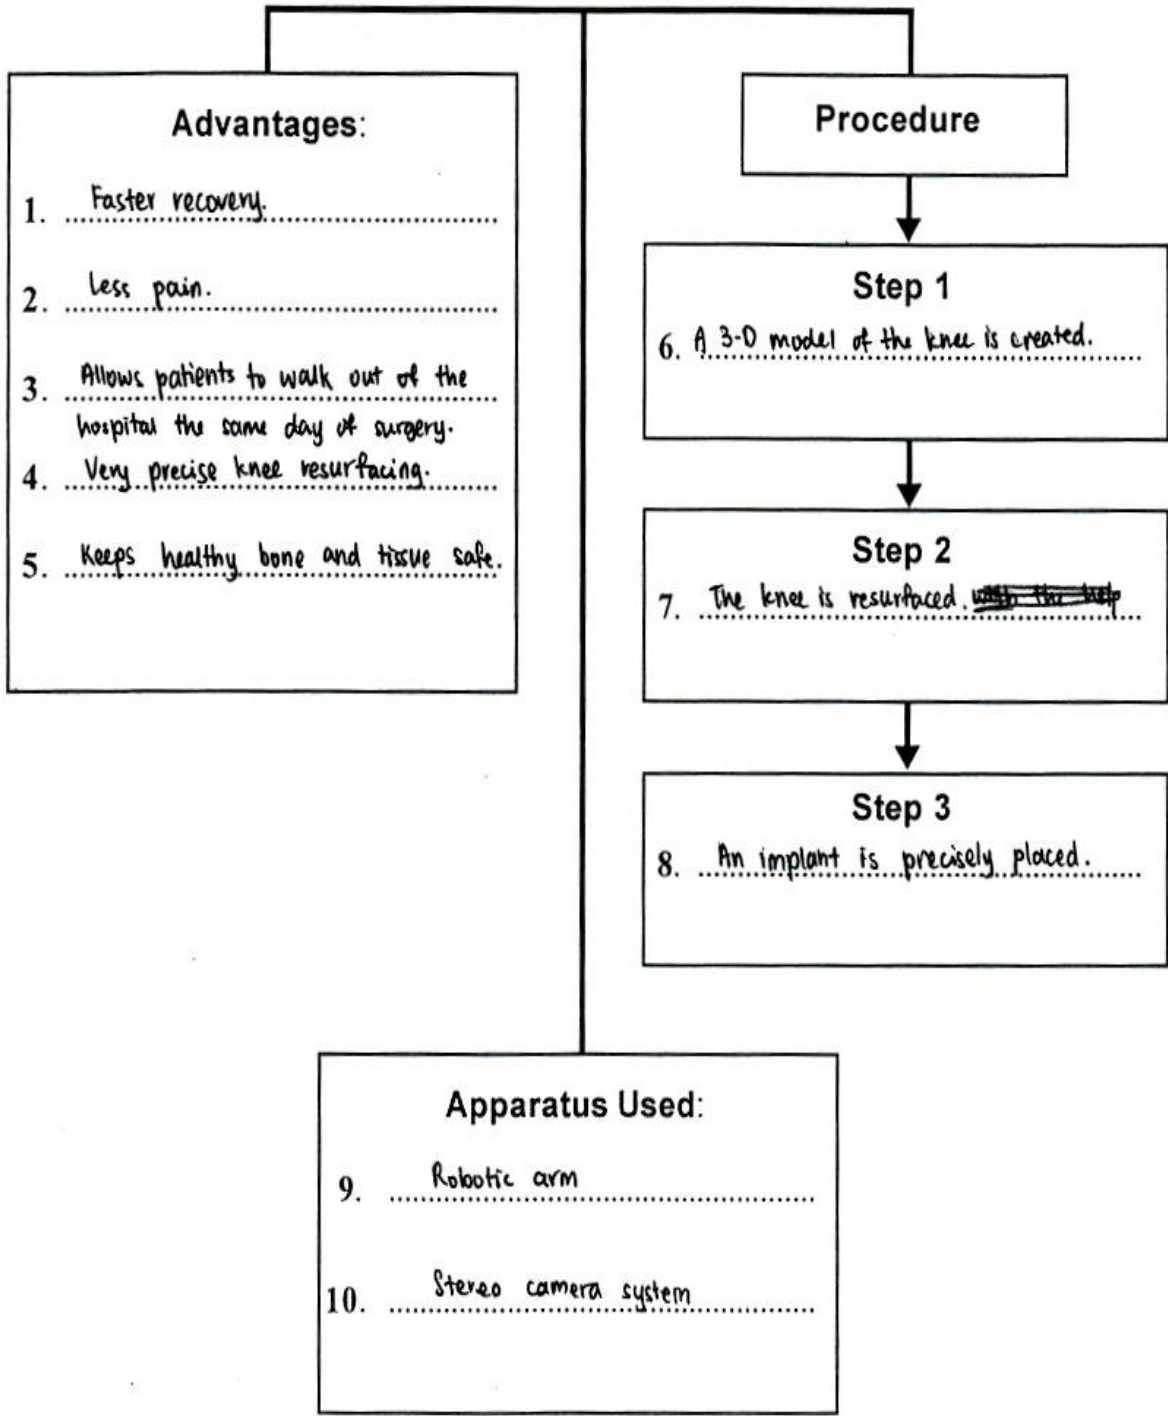 Advantages:
1. Faster recovery.
2. Less pain.
3. Allows patients to walk out of the
hospital the same day of surgery.
4. Very precise knee resurfacing.
5. Keeps healthy bone and tissue safe.
Procedure
Step 1
6. A 3-D model of the knee is created.
Step 2
7. The knee is resurfaced. with the help
Step 3
8. An implant is precisely placed.
Apparatus Used:
9. Robotic arm
10. Stereo camera system